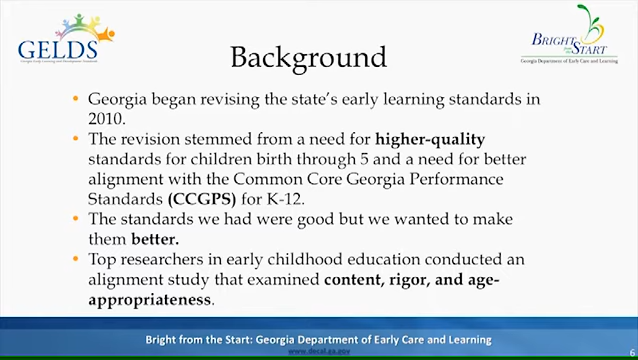 GELDS
Georgia Early Learning and Development Standards
BRIGHT
from the
START
Georgia Department of Early Care and Learning
Background
• Georgia began revising the state's early learning standards in
2010.
• The revision stemmed from a need for higher-quality
standards for children birth through 5 and a need for better
alignment with the Common Core Georgia Performance
Standards (CCGPS) for K-12.
• The standards we had were good but we wanted to make
them better.
• Top researchers in early childhood education conducted an
alignment study that examined content, rigor, and age-
appropriateness.
Bright from the Start: Georgia Department of Early Care and Learning
www.decal.ga.gov
6